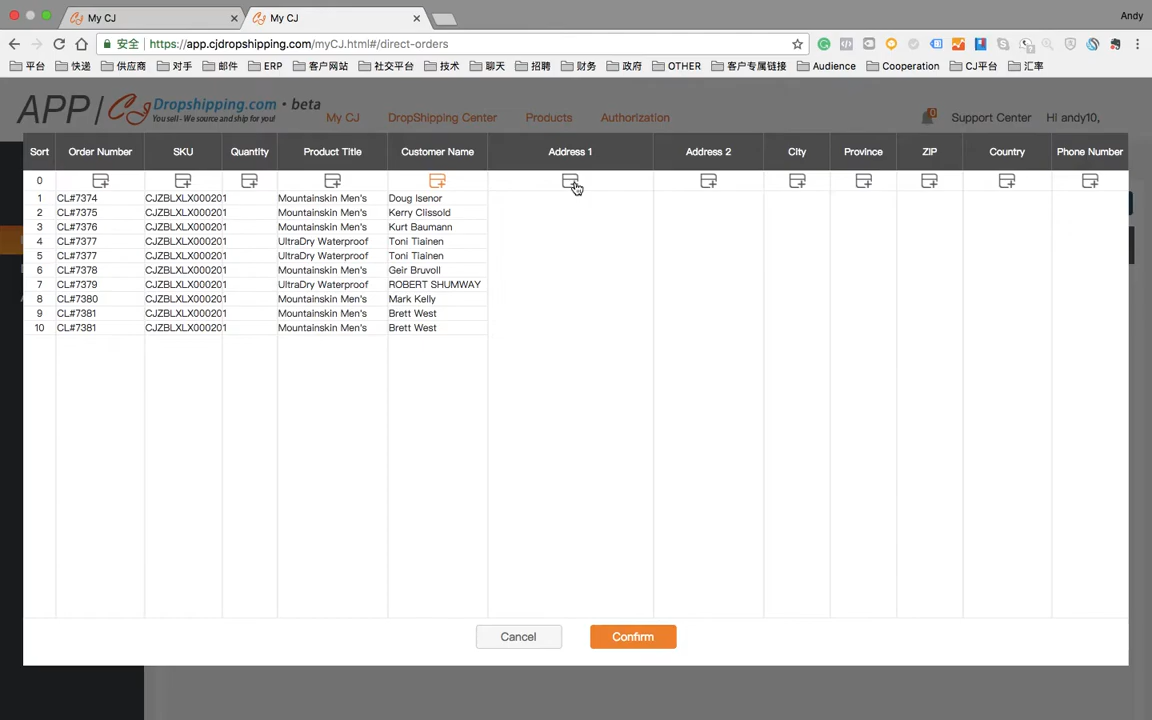 My CJ
My CJ
Andy
安全 https://app.cjdropshipping.com/myCJ.html#/direct-orders
平台 快递 供应商 对手 邮件 ERP 客户网站 社交平台 技术 聊天 招聘 财务 政府 OTHER 客户专属链接 Audience Cooperation CJ平台 汇率
APP CJ Dropshipping.com • beta
You sell - We source and ship for you!
My CJ DropShipping Center Products Authorization 0 Support Center Hi andy10,
Sort Order Number SKU Quantity Product Title Customer Name Address 1 Address 2 City Province ZIP Country Phone Number
0
1 CL#7374 CJZBLXLX000201 Mountainskin Men's Doug Isenor
2 CL#7375 CJZBLXLX000201 Mountainskin Men's Kerry Clissold
3 CL#7376 CJZBLXLX000201 Mountainskin Men's Kurt Baumann
4 CL#7377 CJZBLXLX000201 UltraDry Waterproof Toni Tiainen
5 CL#7377 CJZBLXLX000201 UltraDry Waterproof Toni Tiainen
6 CL#7378 CJZBLXLX000201 Mountainskin Men's Geir Bruvoll
7 CL#7379 CJZBLXLX000201 UltraDry Waterproof ROBERT SHUMWAY
8 CL#7380 CJZBLXLX000201 Mountainskin Men's Mark Kelly
9 CL#7381 CJZBLXLX000201 Mountainskin Men's Brett West
10 CL#7381 CJZBLXLX000201 Mountainskin Men's Brett West
Cancel Confirm